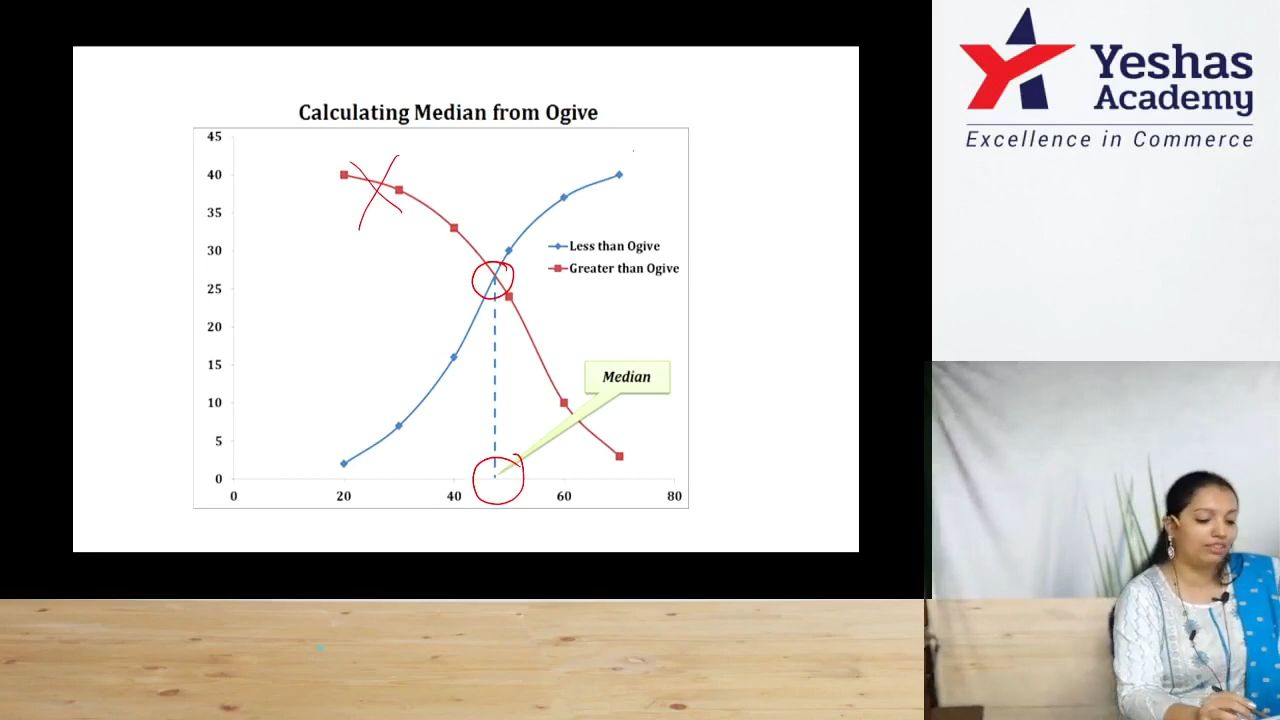 Calculating Median from Ogive
45
40
35
30
25
20
15
10
5
0
0 20 40 60 80
Less than Ogive
Greater than Ogive
Median
Yeshas
Academy
Excellence in Commerce